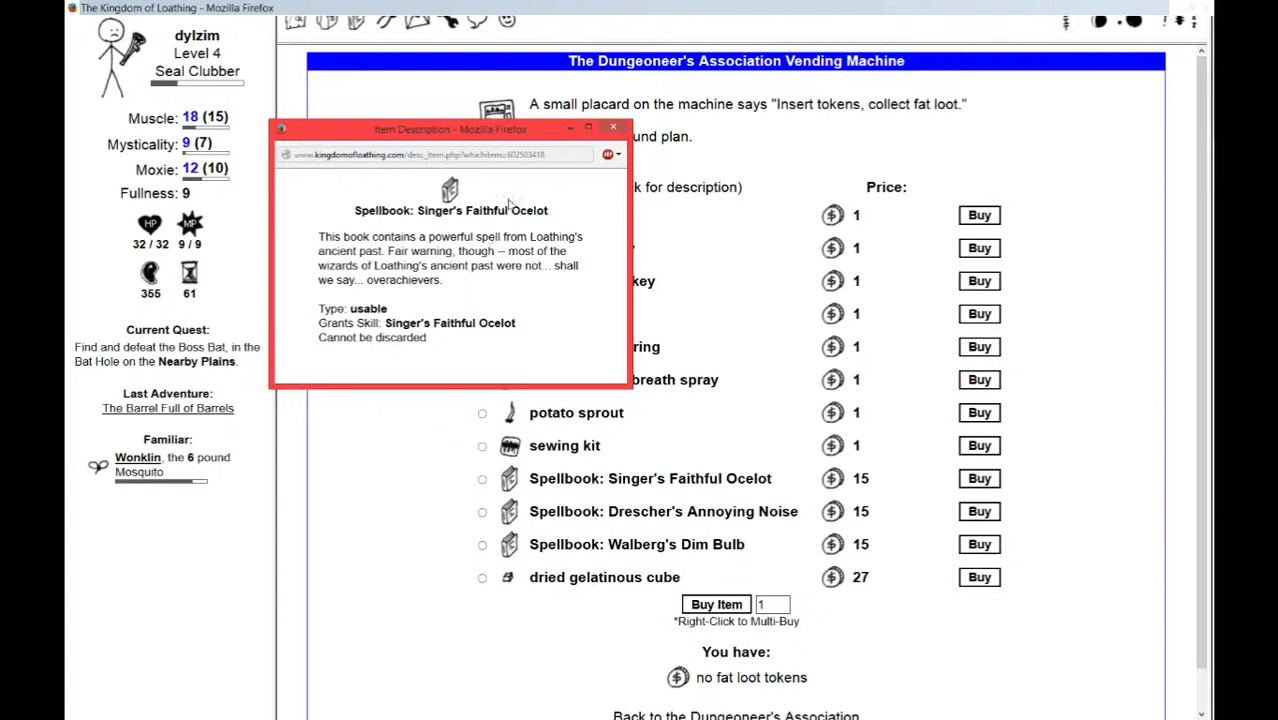 The Kingdom of Loathing - Mozilla Firefox
dylzim
Level 4
Seal Clubber
Muscle: 18 (15)
Mysticality: 9 (7)
Moxie: 12 (10)
Fullness: 9
HP MP
32 / 32 9 / 9
355 61
Current Quest:
Find and defeat the Boss Bat, in the
Bat Hole on the Nearby Plains.
Last Adventure:
The Barrel Full of Barrels
Familiar:
Wonklin, the 6 pound
Mosquito
The Dungeoneer's Association Vending Machine
A small placard on the machine says "Insert tokens, collect fat loot."
und plan.
Item Description - Mozilla Firefox
www.kingdomofloathing.com/desc_item.php?whichitem=602503418
Spellbook: Singer's Faithful Ocelot
This book contains a powerful spell from Loathing's
ancient past. Fair warning, though -- most of the
wizards of Loathing's ancient past were not... shall
we say... overachievers.
Type: usable
Grants Skill: Singer's Faithful Ocelot
Cannot be discarded
k for description) Price:
1 Buy
1 Buy
key 1 Buy
1 Buy
ring 1 Buy
breath spray 1 Buy
potato sprout 1 Buy
sewing kit 1 Buy
Spellbook: Singer's Faithful Ocelot 15 Buy
Spellbook: Drescher's Annoying Noise 15 Buy
Spellbook: Walberg's Dim Bulb 15 Buy
dried gelatinous cube 27 Buy
Buy Item 1
*Right-Click to Multi-Buy
You have:
no fat loot tokens
Back to the Dungeoneer's Association